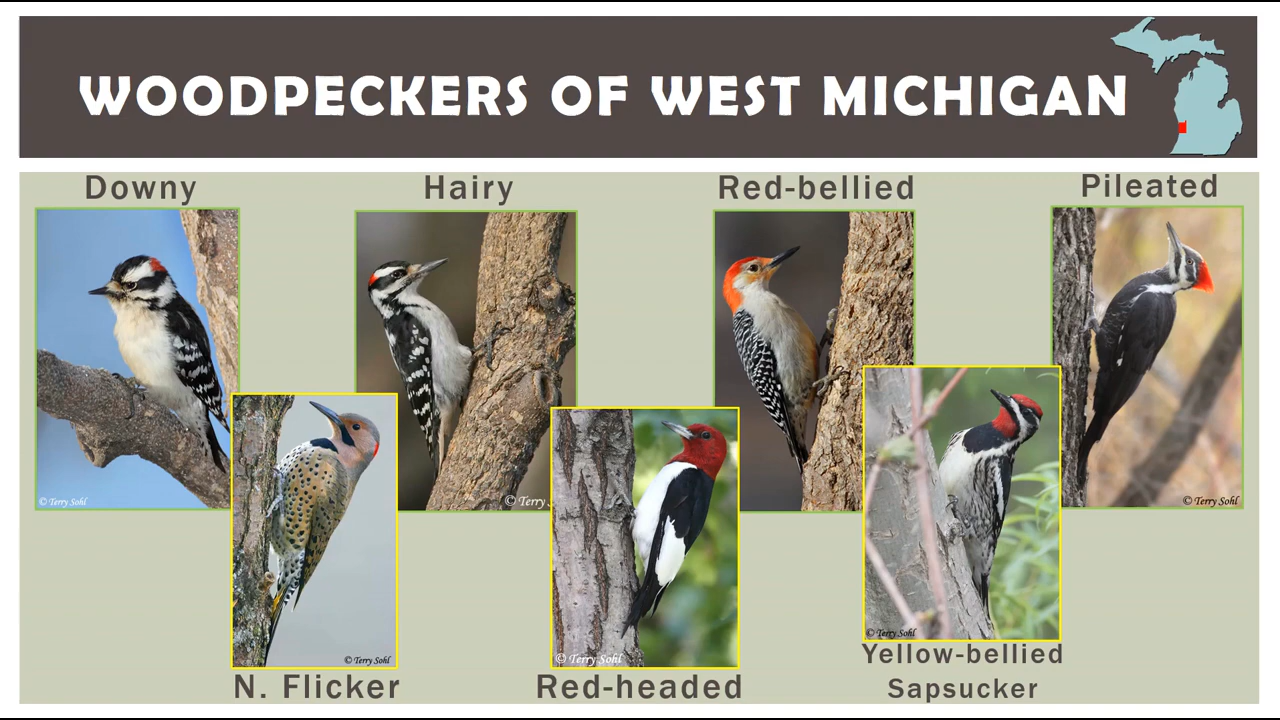 WOODPECKERS OF WEST MICHIGAN
Downy
Hairy
Red-bellied
Pileated
© Terry Sohl
© Terry
© Terry Sohl
© Terry Sohl
© Terry Sohl
© Terry Sohl
N. Flicker
Red-headed
Yellow-bellied
Sapsucker